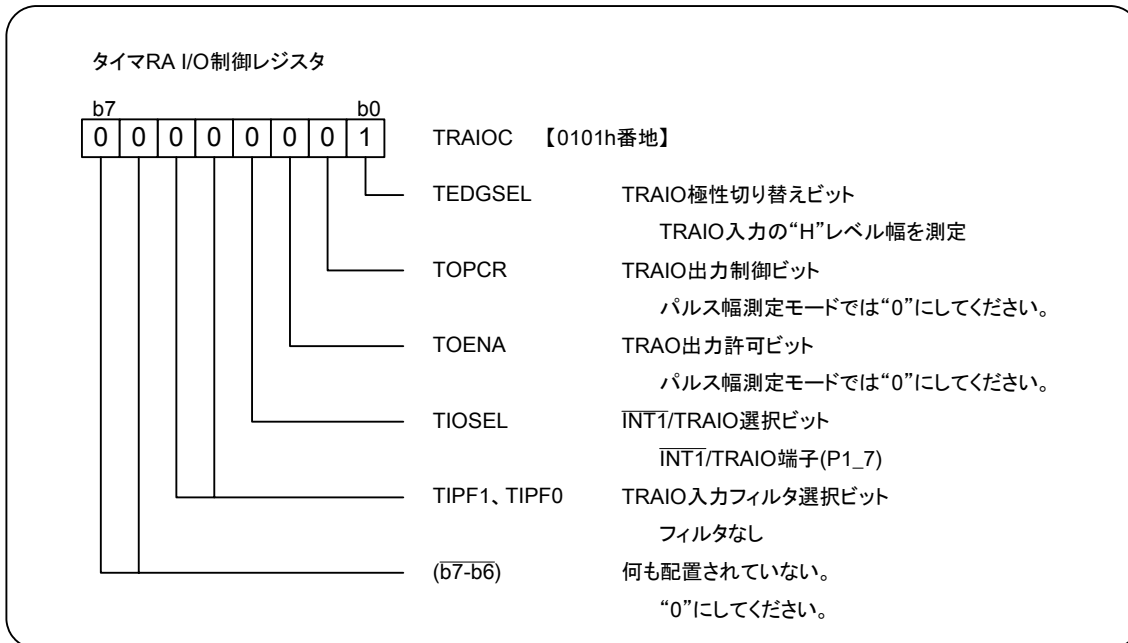 タイマRA I/O制御レジスタ
b7 b0
0 0 0 0 0 0 0 1 TRAIOC 【0101h番地】
TEDGSEL TRAIO極性切り替えビット
TRAIO入力の“H”レベル幅を測定
TOPCR TRAIO出力制御ビット
パルス幅測定モードでは“0”にしてください。
TOENA TRAO出力許可ビット
パルス幅測定モードでは“0”にしてください。
TIOSEL INT1/TRAIO選択ビット
INT1/TRAIO端子(P1_7)
TIPF1、TIPF0 TRAIO入力フィルタ選択ビット
フィルタなし
(b7-b6) 何も配置されていない。
“0”にしてください。